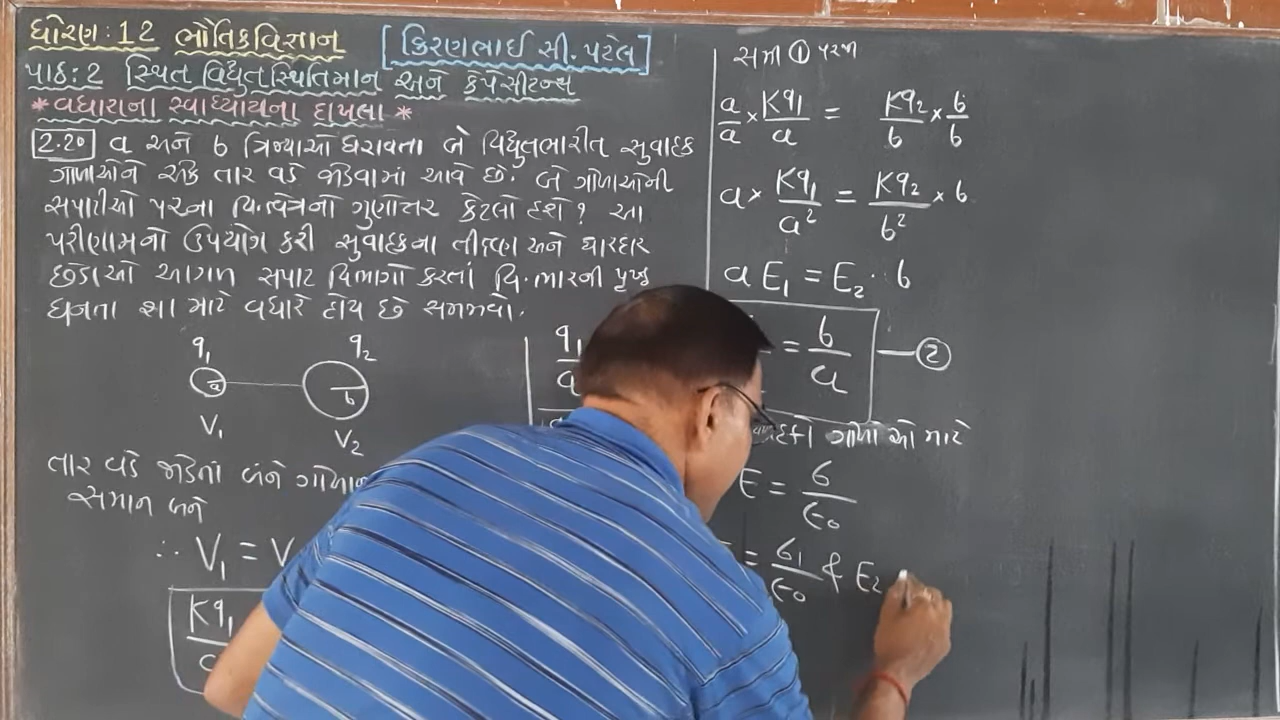 ધોરણ: 12 ભૌતિકવિજ્ઞાન [કિરણભાઈ સી. પટેલ]
પાઠ: 2 સ્થિત વિદ્યુતસ્થિતિમાન અને કેપેસીટન્સ
* વધારાના સ્વાધ્યાયના દાખલા *
2.20 a અને b ત્રિજ્યાઓ ધરાવતા બે વિદ્યુતભારીત સુવાહક
ગોળાઓને એક તાર વડે જોડવામાં આવે છે. બે ગોળાઓની
સપાટીઓ પરના વિ.ક્ષેત્રનો ગુણોત્તર કેટલો હશે? આ
પરીણામનો ઉપયોગ કરી સુવાહકના તીક્ષ્ણ અને ધારદાર
છેડાઓ આગળ સપાટ વિભાગો કરતાં વિ.ભારની પૃષ્ઠ
ઘનતા શા માટે વધારે હોય છે સમજાવો.
q₁ q₂
a b
V₁ V₂
તાર વડે જોડતાં બંને
સમાન બને
∴ V₁ =
Kq₁
q₁
સમી ① પરથી
a/a × Kq₁/a = Kq₂/b × b/b
a × Kq₁/a² = Kq₂/b² × b
a E₁ = E₂ · b
= b/a —②
ગોળાઓ માટે
E = σ/ϵ₀
= σ₁/ϵ₀ & E₂